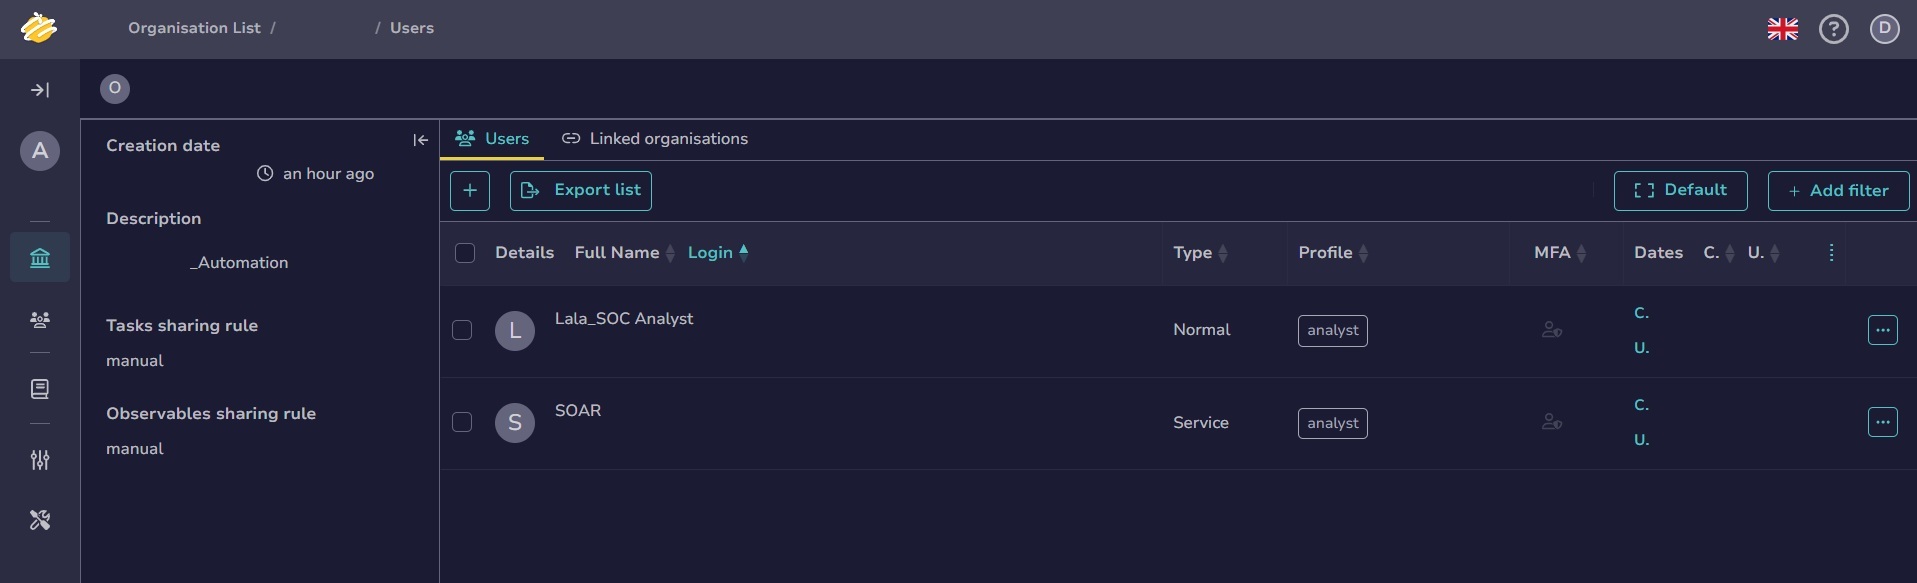 Organisation List / / Users
?
D
O
A
Creation date
an hour ago
Description
_Automation
Tasks sharing rule
manual
Observables sharing rule
manual
Users Linked organisations
+ Export list Default + Add filter
Details Full Name Login Type Profile MFA Dates C. U.
L Lala_SOC Analyst Normal analyst C.
U.
S SOAR Service analyst C.
U.